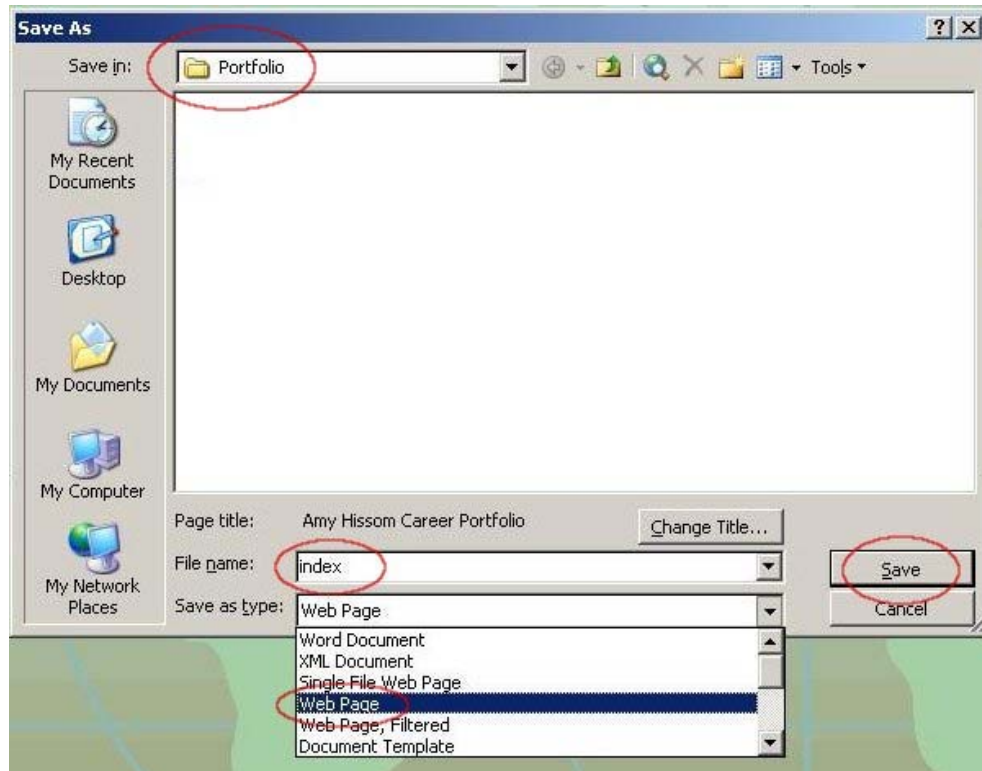 Save As
Save in:
Portfolio
Tools
My Recent
Documents
Desktop
My Documents
My Computer
My Network
Places
Page title:
Amy Hissom Career Portfolio
Change Title...
File name:
index
Save
Save as type:
Web Page
Cancel
Word Document
XML Document
Single File Web Page
Web Page
Web Page, Filtered
Document Template